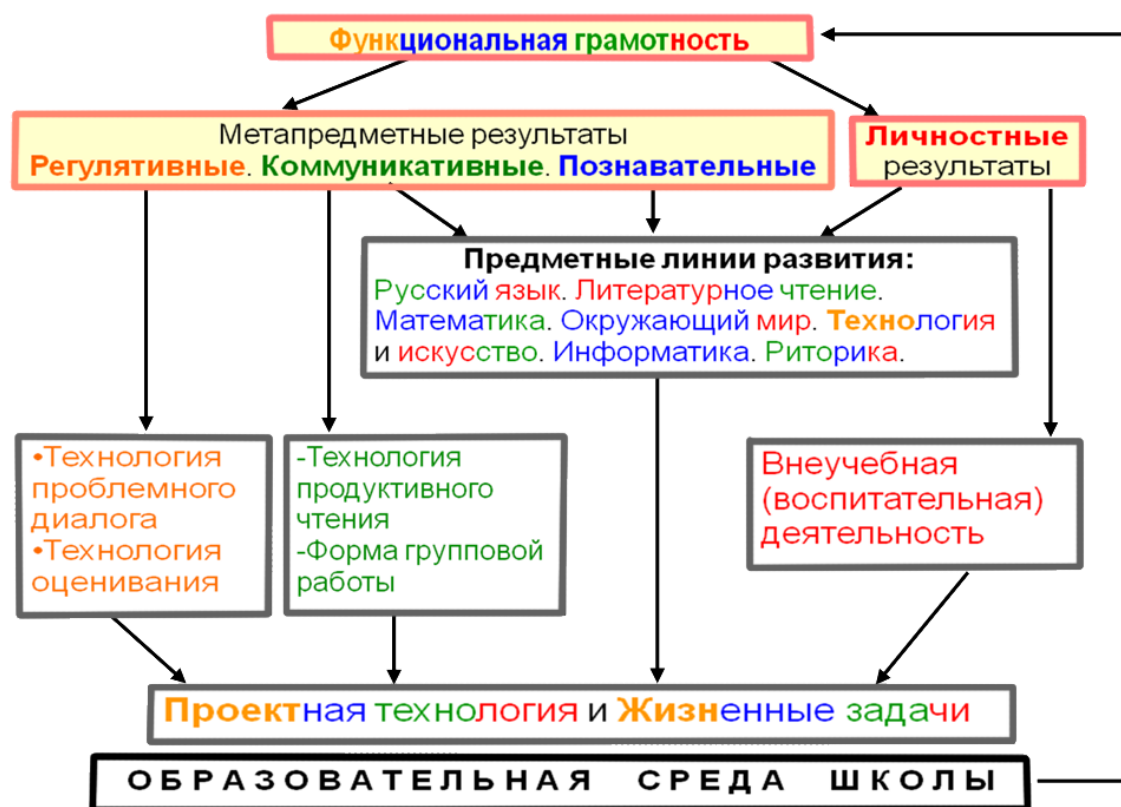 Функциональная грамотность
Метапредметные результаты
Регулятивные. Коммуникативные. Познавательные
Личностные
результаты
Предметные линии развития:
Русский язык. Литературное чтение.
Математика. Окружающий мир. Технология
и искусство. Информатика. Риторика.
•Технология
проблемного
диалога
•Технология
оценивания
-Технология
продуктивного
чтения
-Форма групповой
работы
Внеучебная
(воспитательная)
деятельность
Проектная технология и Жизненные задачи
ОБРАЗОВАТЕЛЬНАЯ СРЕДА ШКОЛЫ